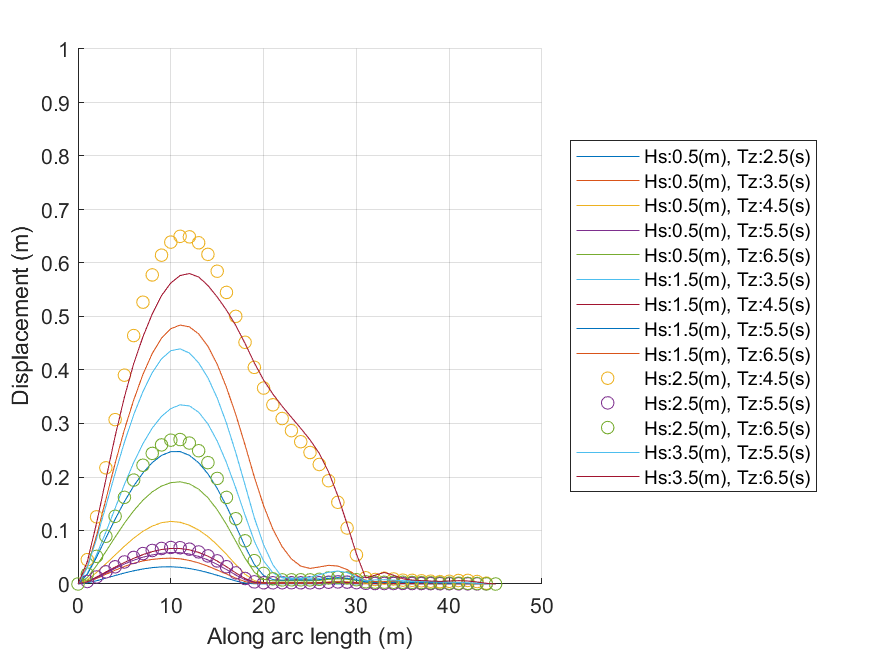 1
0.9
0.8
0.7
0.6
0.5
0.4
0.3
0.2
0.1
0
Displacement (m)
0 10 20 30 40 50
Along arc length (m)
Hs:0.5(m), Tz:2.5(s)
Hs:0.5(m), Tz:3.5(s)
Hs:0.5(m), Tz:4.5(s)
Hs:0.5(m), Tz:5.5(s)
Hs:0.5(m), Tz:6.5(s)
Hs:1.5(m), Tz:3.5(s)
Hs:1.5(m), Tz:4.5(s)
Hs:1.5(m), Tz:5.5(s)
Hs:1.5(m), Tz:6.5(s)
Hs:2.5(m), Tz:4.5(s)
Hs:2.5(m), Tz:5.5(s)
Hs:2.5(m), Tz:6.5(s)
Hs:3.5(m), Tz:5.5(s)
Hs:3.5(m), Tz:6.5(s)